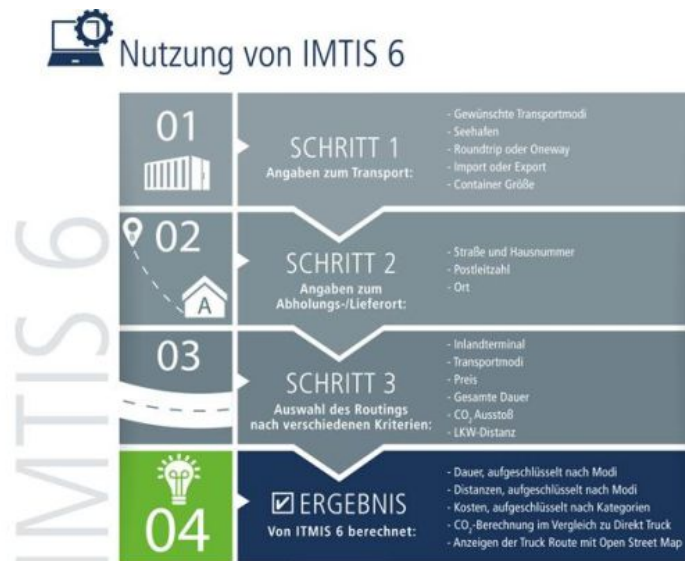 Nutzung von IMTIS 6
IMTIS 6
01
SCHRITT 1
Angaben zum Transport:
- Gewünschte Transportmodi
- Seehafen
- Roundtrip oder Oneway
- Import oder Export
- Container Größe
02
A
SCHRITT 2
Angaben zum
Abholungs-/Lieferort:
- Straße und Hausnummer
- Postleitzahl
- Ort
03
SCHRITT 3
Auswahl des Routings
nach verschiedenen Kriterien:
- Inlandterminal
- Transportmodi
- Preis
- Gesamte Dauer
- CO₂ Ausstoß
- LKW-Distanz
04
ERGEBNIS
Von ITMIS 6 berechnet:
- Dauer, aufgeschlüsselt nach Modi
- Distanzen, aufgeschlüsselt nach Modi
- Kosten, aufgeschlüsselt nach Kategorien
- CO₂-Berechnung im Vergleich zu Direkt Truck
- Anzeigen der Truck Route mit Open Street Map